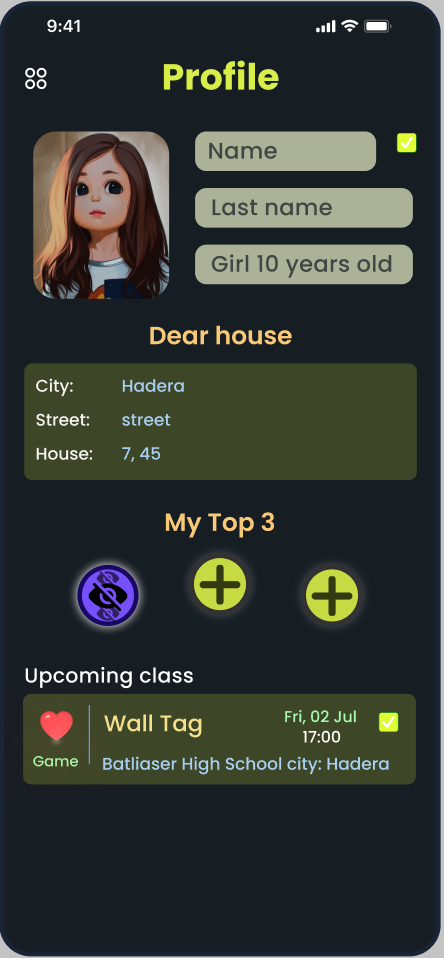 9:41
Profile
Name
Last name
Girl 10 years old
Dear house
City: Hadera
Street: street
House: 7, 45
My Top 3
Upcoming class
Wall Tag
Fri, 02 Jul
17:00
Game
Batliaser High School city: Hadera